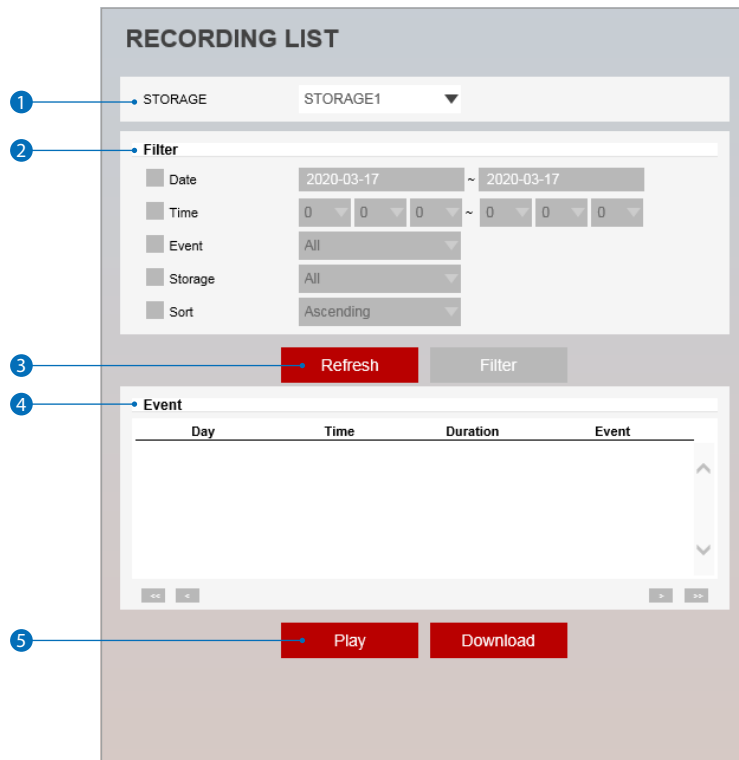 RECORDING LIST
1 STORAGE STORAGE1
2 Filter
Date 2020-03-17 ~ 2020-03-17
Time 0 0 0 ~ 0 0 0
Event All
Storage All
Sort Ascending
3 Refresh Filter
4 Event
Day Time Duration Event
<< < > >>
5 Play Download